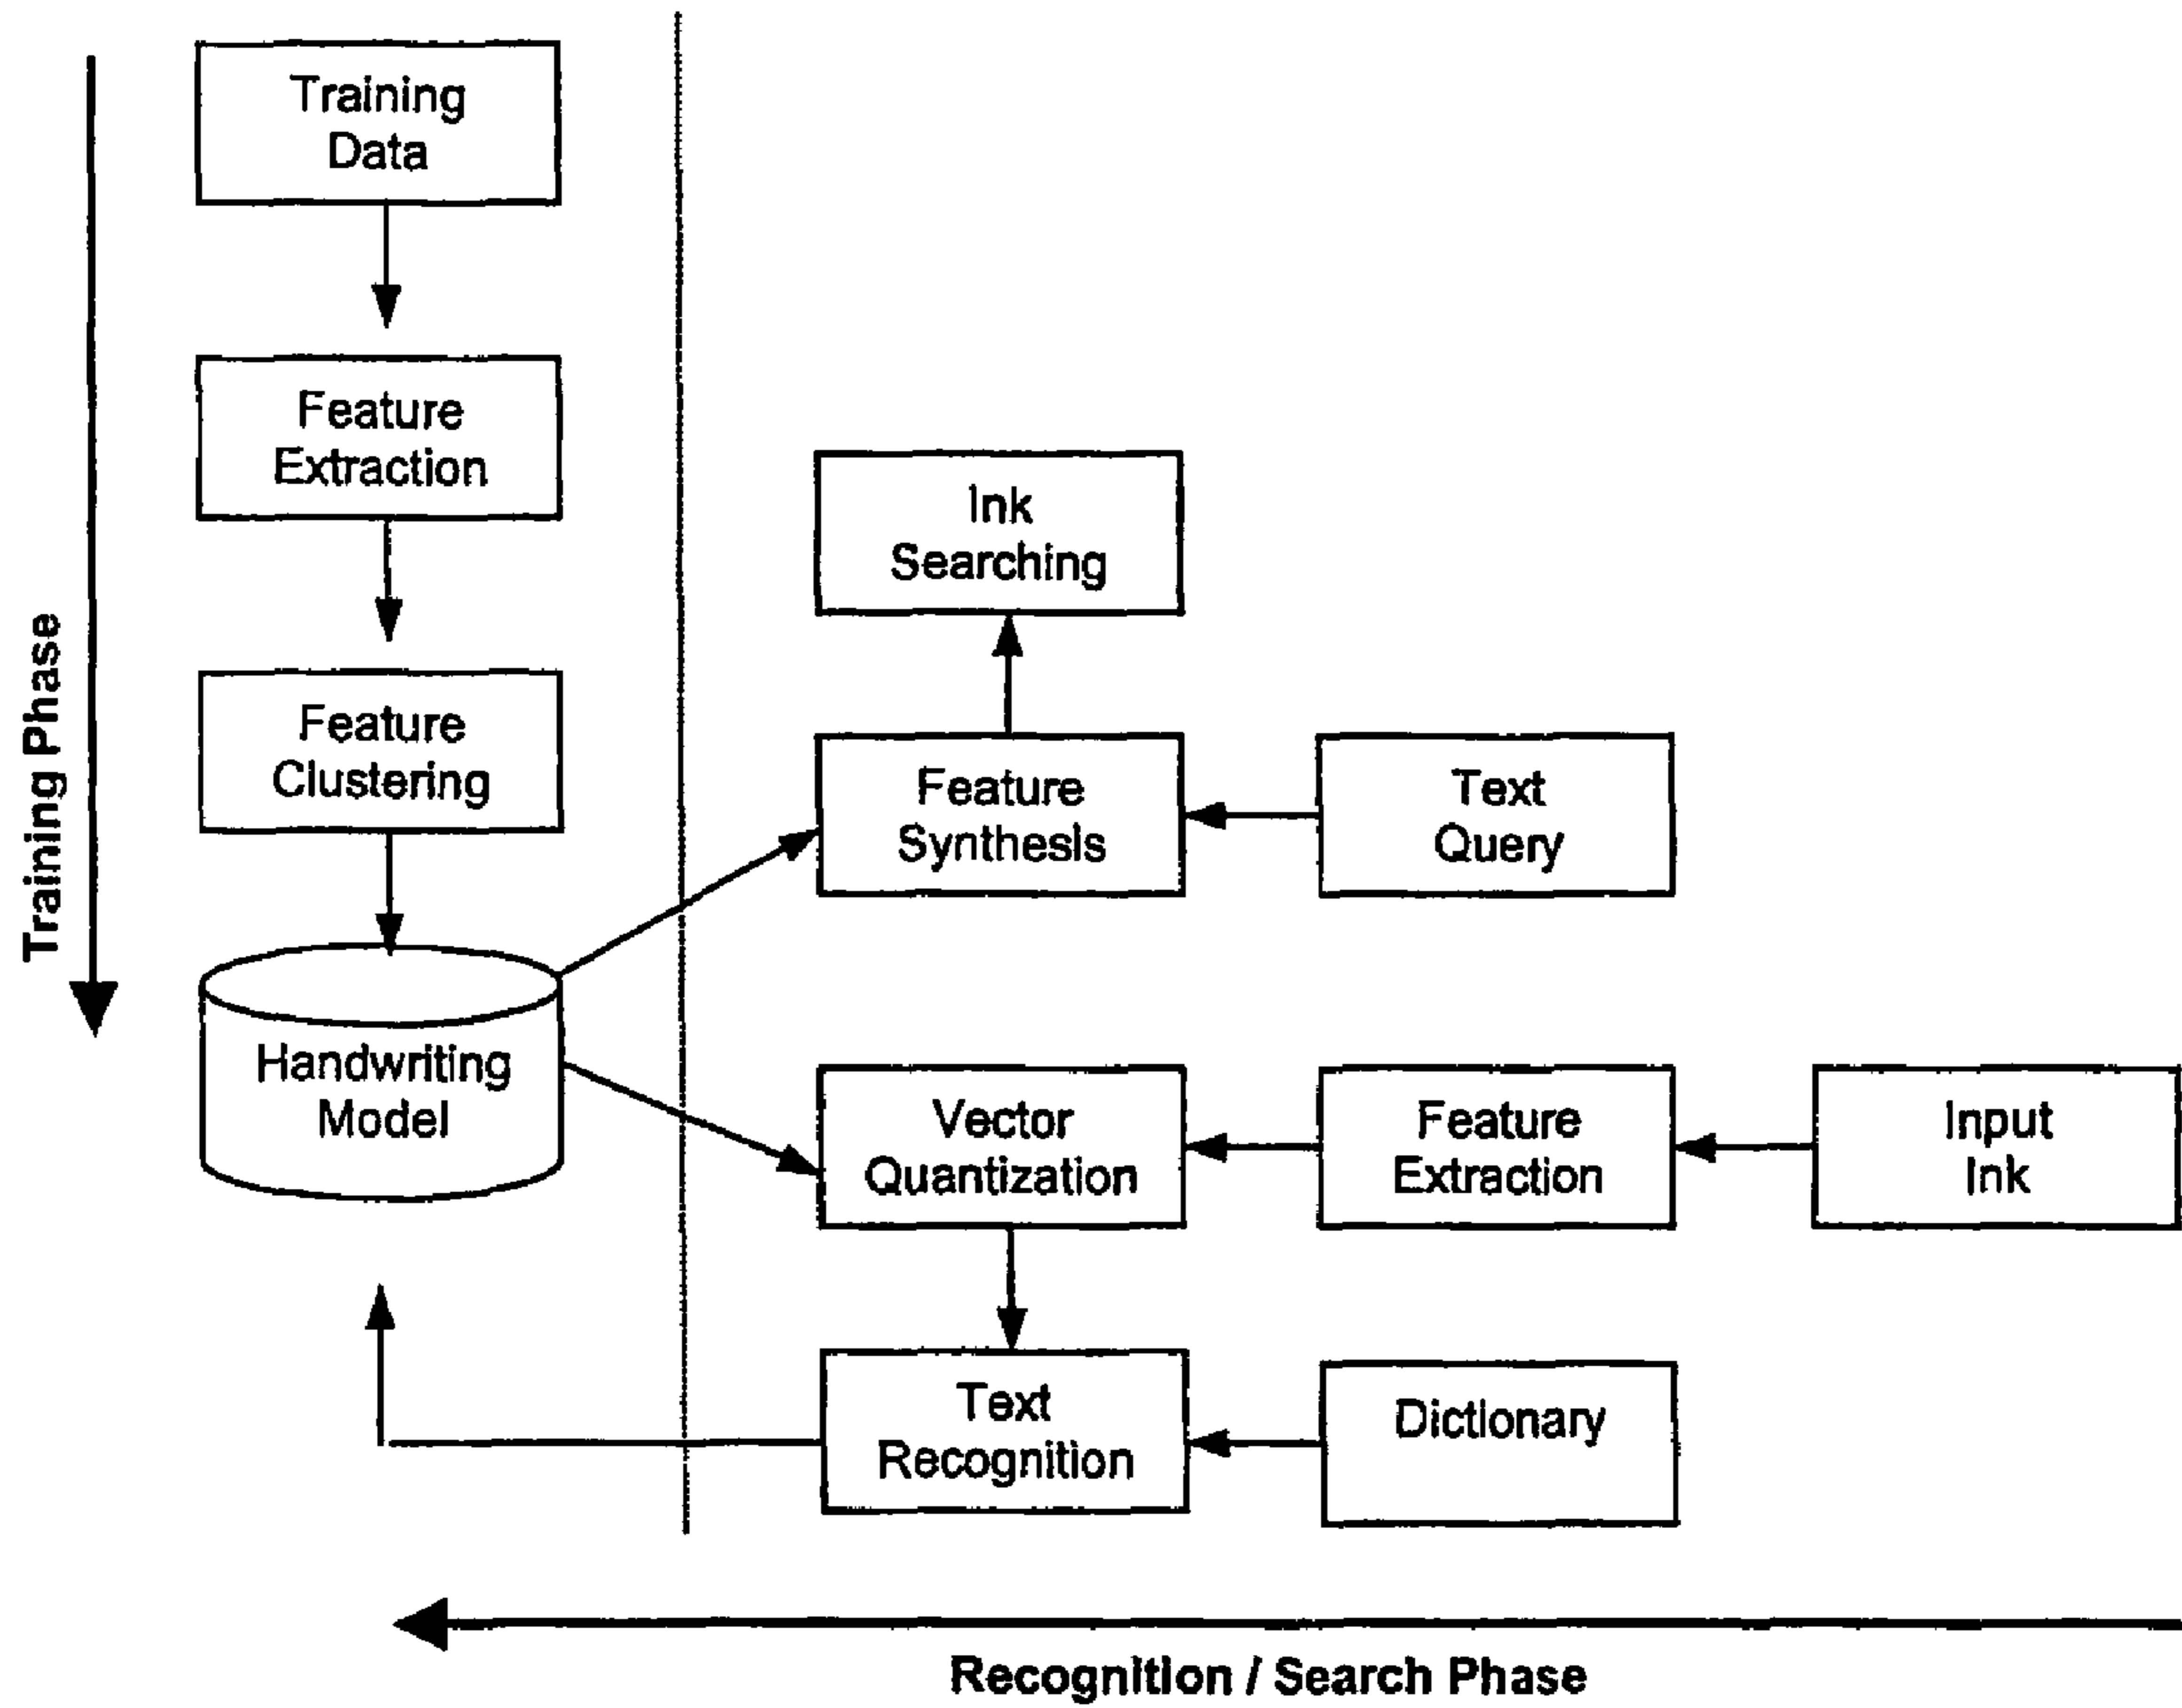 Training
Data
Feature
Extraction
Feature
Clustering
Handwriting
Model
Training Phase
Ink
Searching
Feature
Synthesis
Text
Query
Vector
Quantization
Feature
Extraction
Input
Ink
Text
Recognition
Dictionary
Recognition / Search Phase